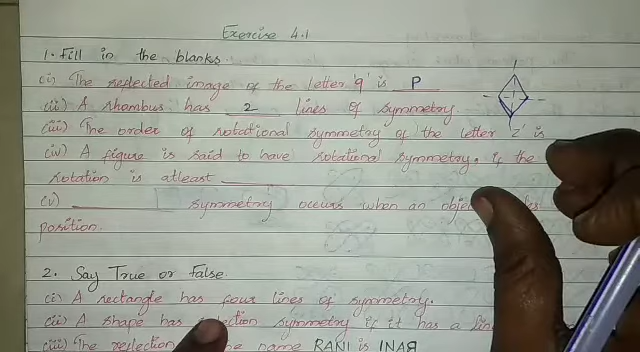 Exercise 4.1
1. Fill in the blanks.
(i) The reflected image of the letter 'q' is P
(ii) A rhombus has 2 lines of symmetry.
(iii) The order of rotational symmetry of the letter 'Z' is
(iv) A figure is said to have rotational symmetry, if the
rotation is atleast
(v) symmetry occurs when an
position.
2. Say True or False.
(i) A rectangle has four lines of symmetry.
(ii) A shape has symmetry if it has a
(iii) The reflection name RANI is INAЯ